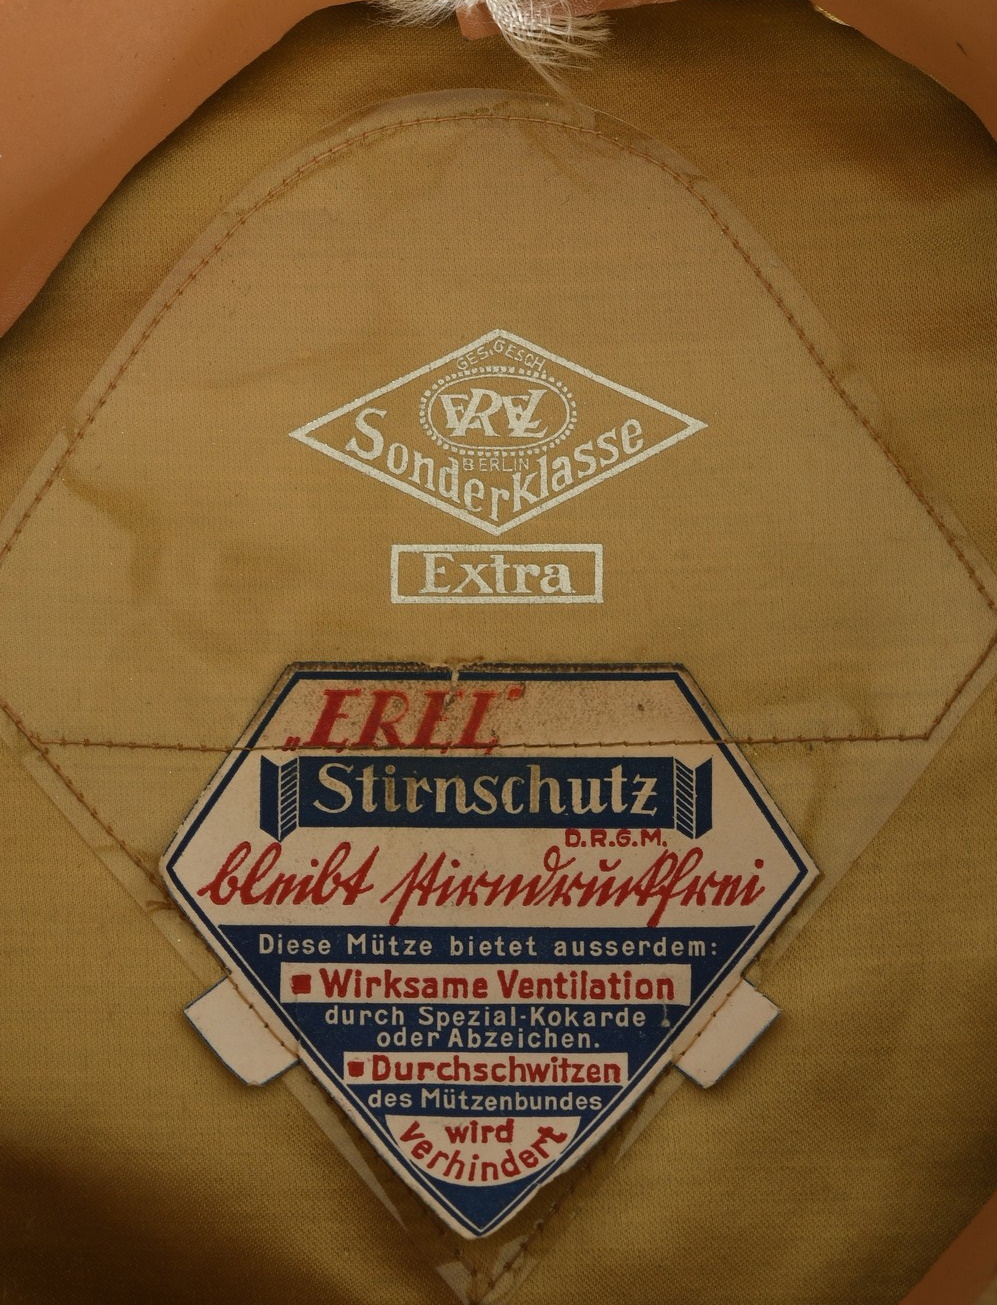 GES. GESCH.
EREL
BERLIN
Sonderklasse
Extra
„EREL"
Stirnschutz
D.R.G.M.
bleibt stirndruckfrei
Diese Mütze bietet ausserdem:
Wirksame Ventilation
durch Spezial-Kokarde
oder Abzeichen.
Durchschwitzen
des Mützenbundes
wird
verhindert